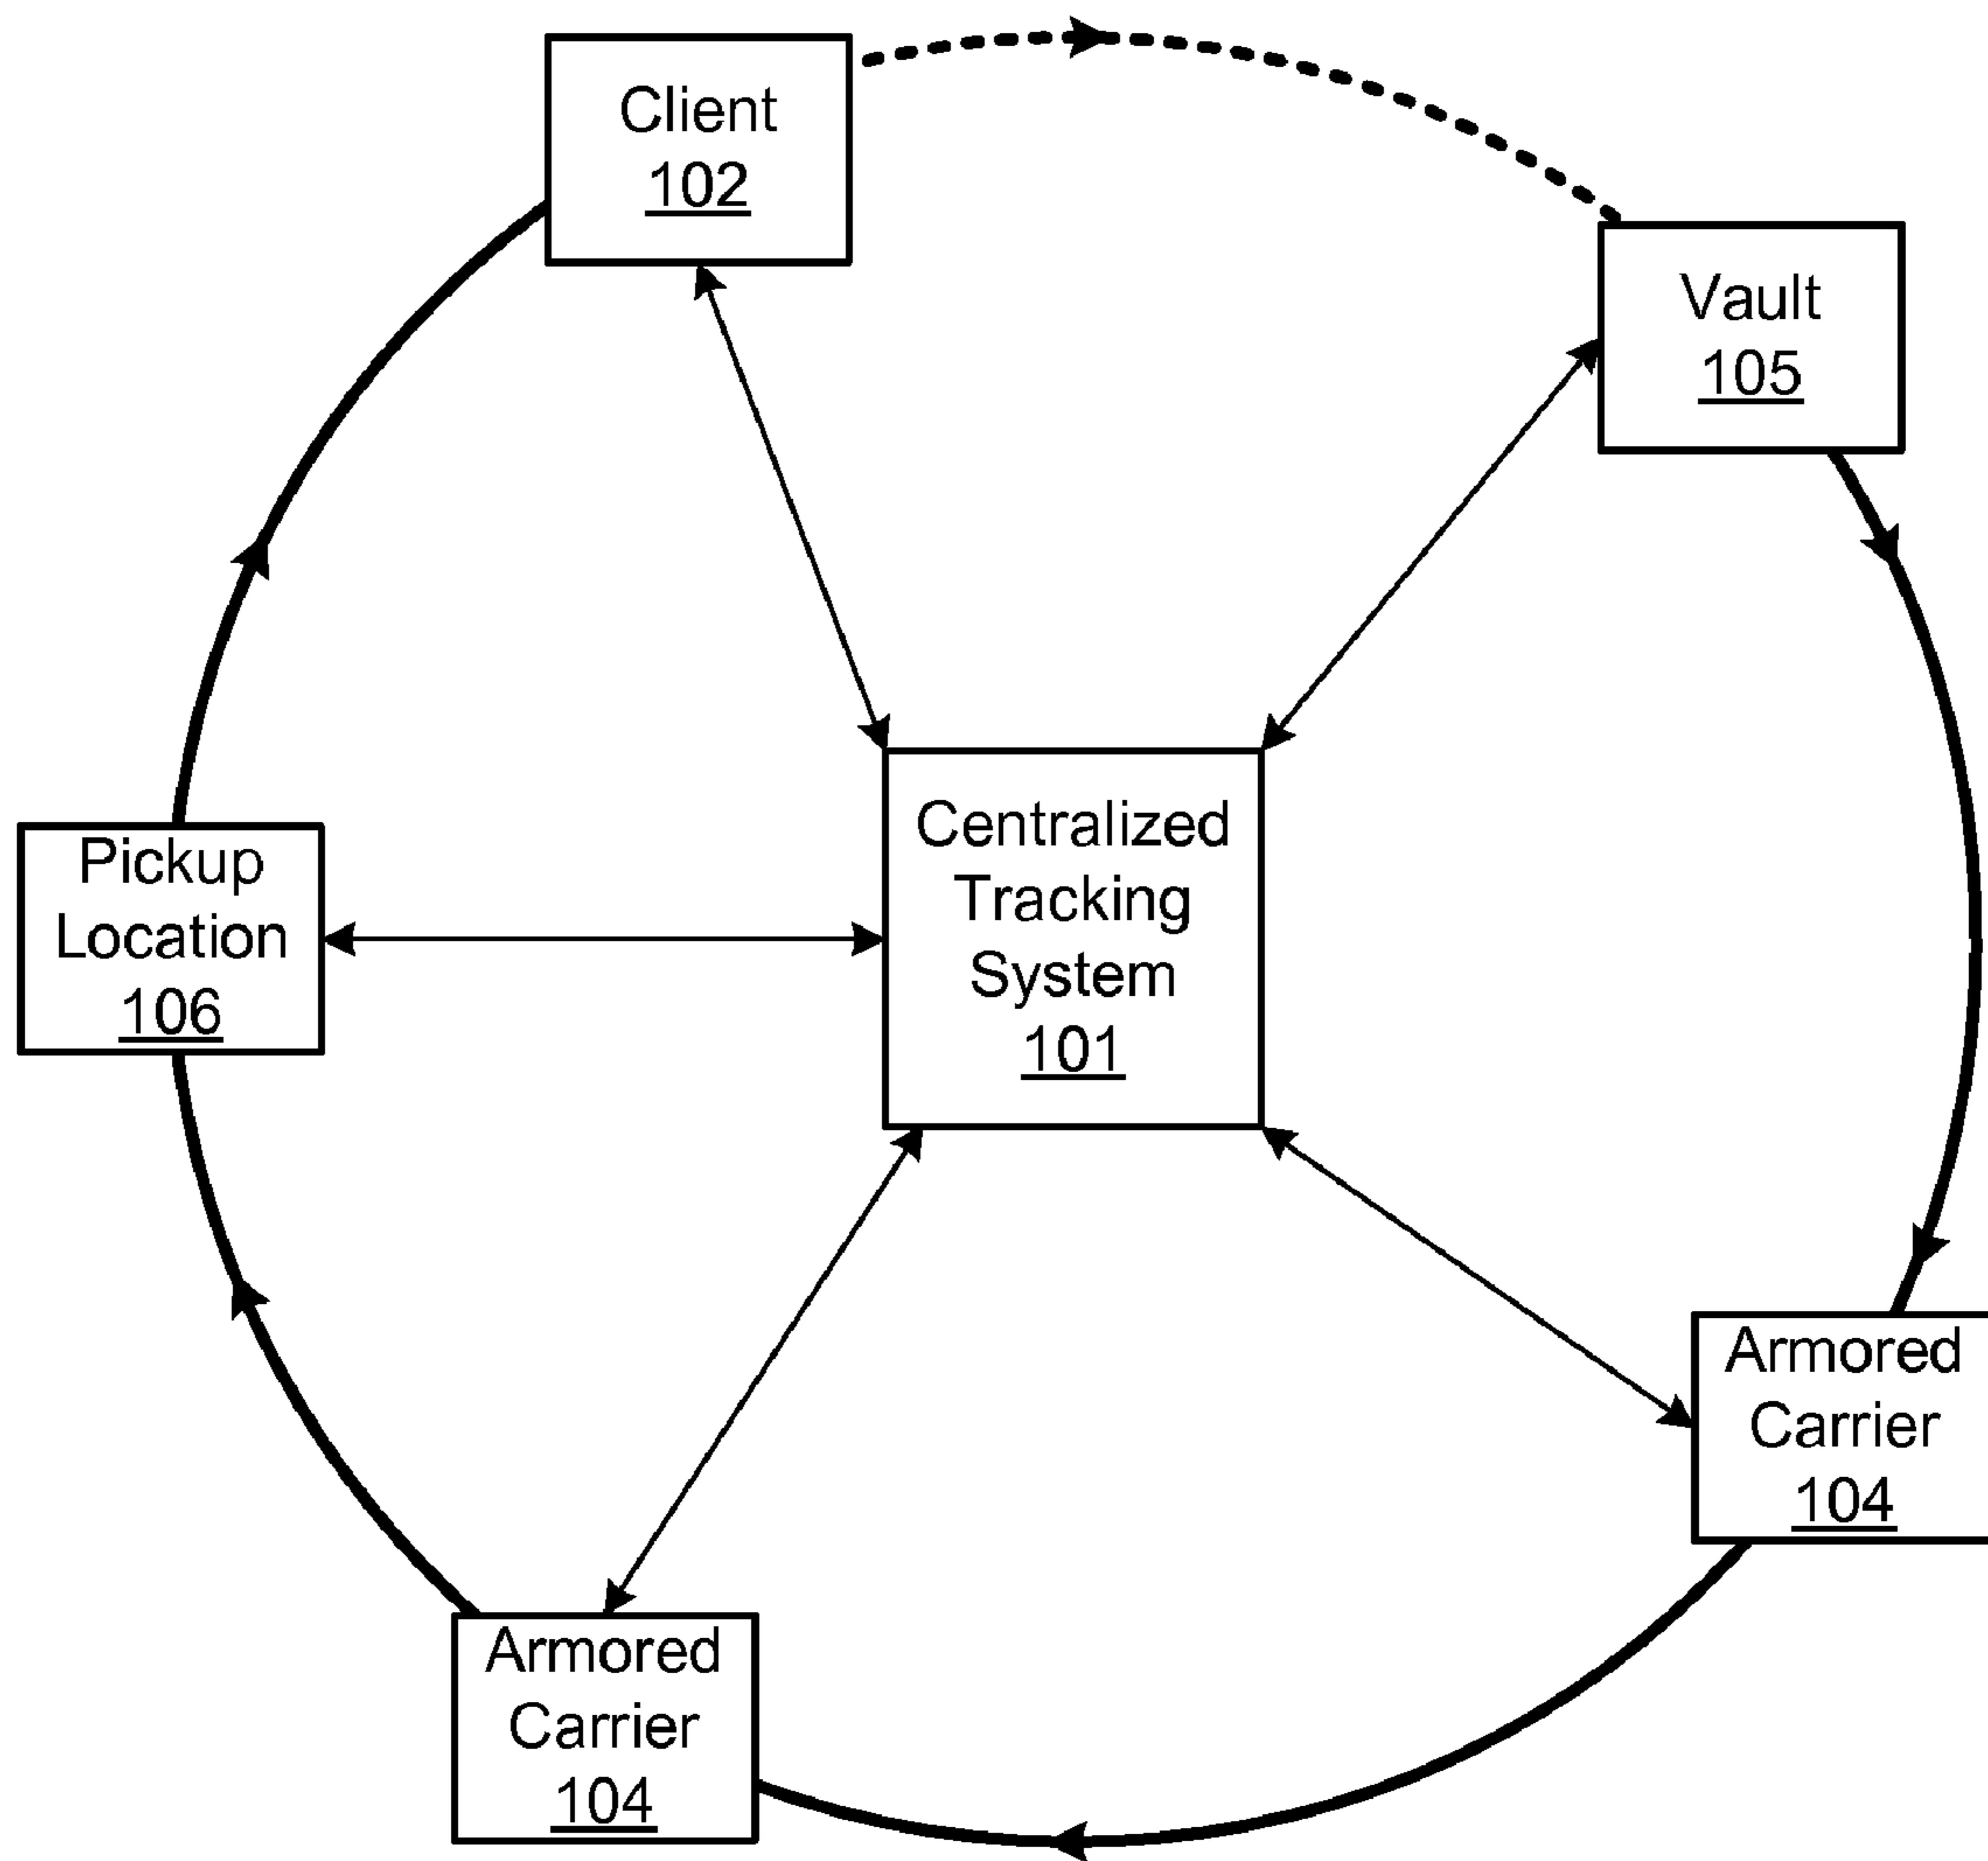 Client
102
Vault
105
Centralized
Tracking
System
101
Pickup
Location
106
Armored
Carrier
104
Armored
Carrier
104